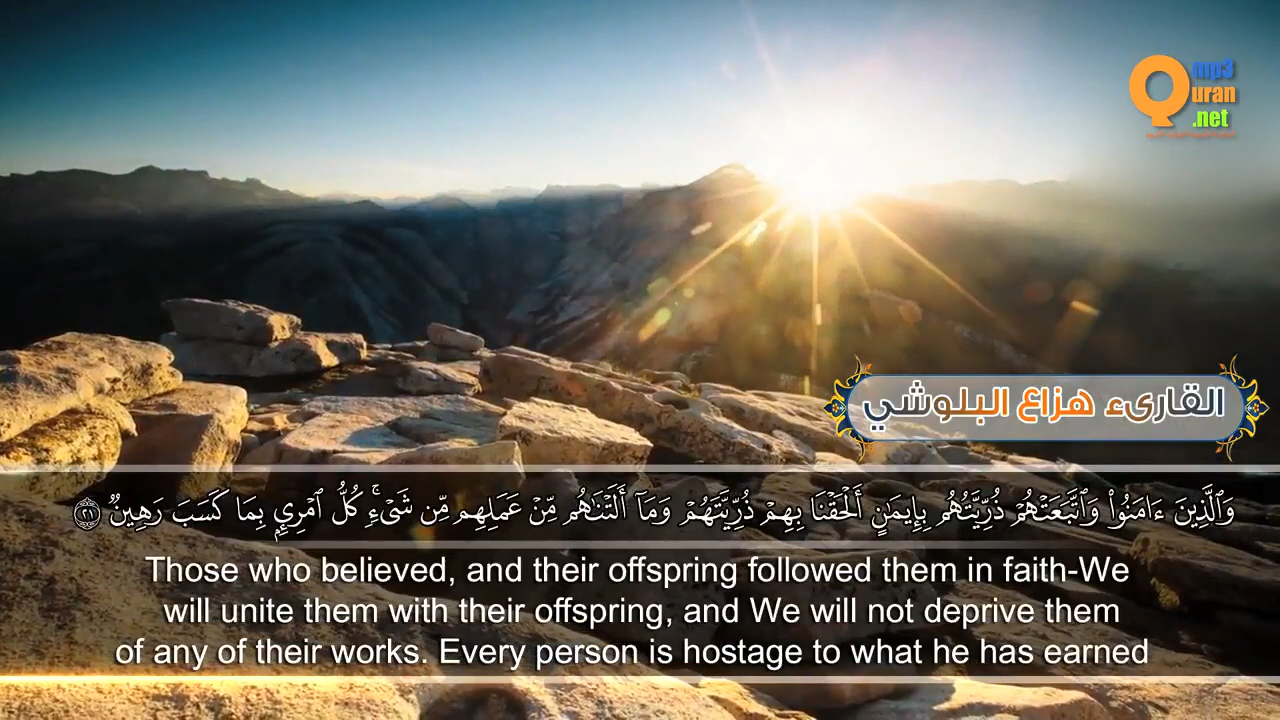 mp3
Quran
.net
القارىء هزاع البلوشي
وَٱلَّذِينَ ءَامَنُوا۟ وَٱتَّبَعَتْهُمْ ذُرِّيَّتُهُم بِإِيمَـٰنٍ أَلْحَقْنَا بِهِمْ ذُرِّيَّتَهُمْ وَمَآ أَلَتْنَـٰهُم مِّنْ عَمَلِهِم مِّن شَىْءٍۢ ۚ كُلُّ ٱمْرِئٍۭ بِمَا كَسَبَ رَهِينٌۭ ٢١
Those who believed, and their offspring followed them in faith-We
will unite them with their offspring, and We will not deprive them
of any of their works. Every person is hostage to what he has earned